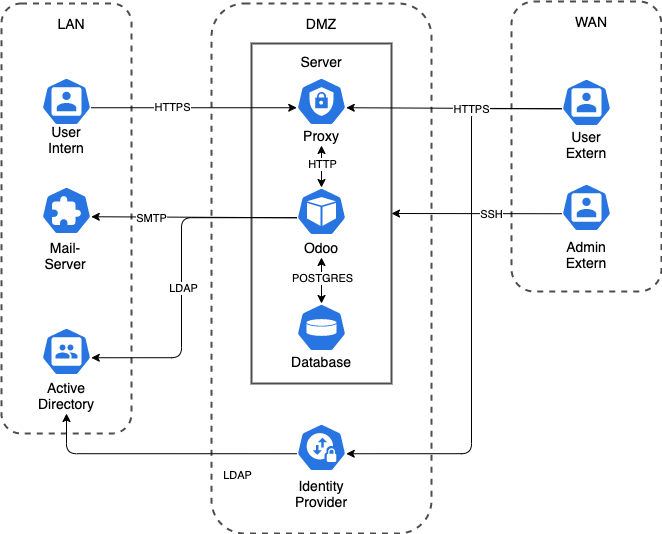 LAN
DMZ
WAN
Server
User
Intern
HTTPS
Proxy
HTTPS
User
Extern
HTTP
Mail-
Server
SMTP
Odoo
SSH
Admin
Extern
LDAP
POSTGRES
Database
Active
Directory
LDAP
Identity
Provider